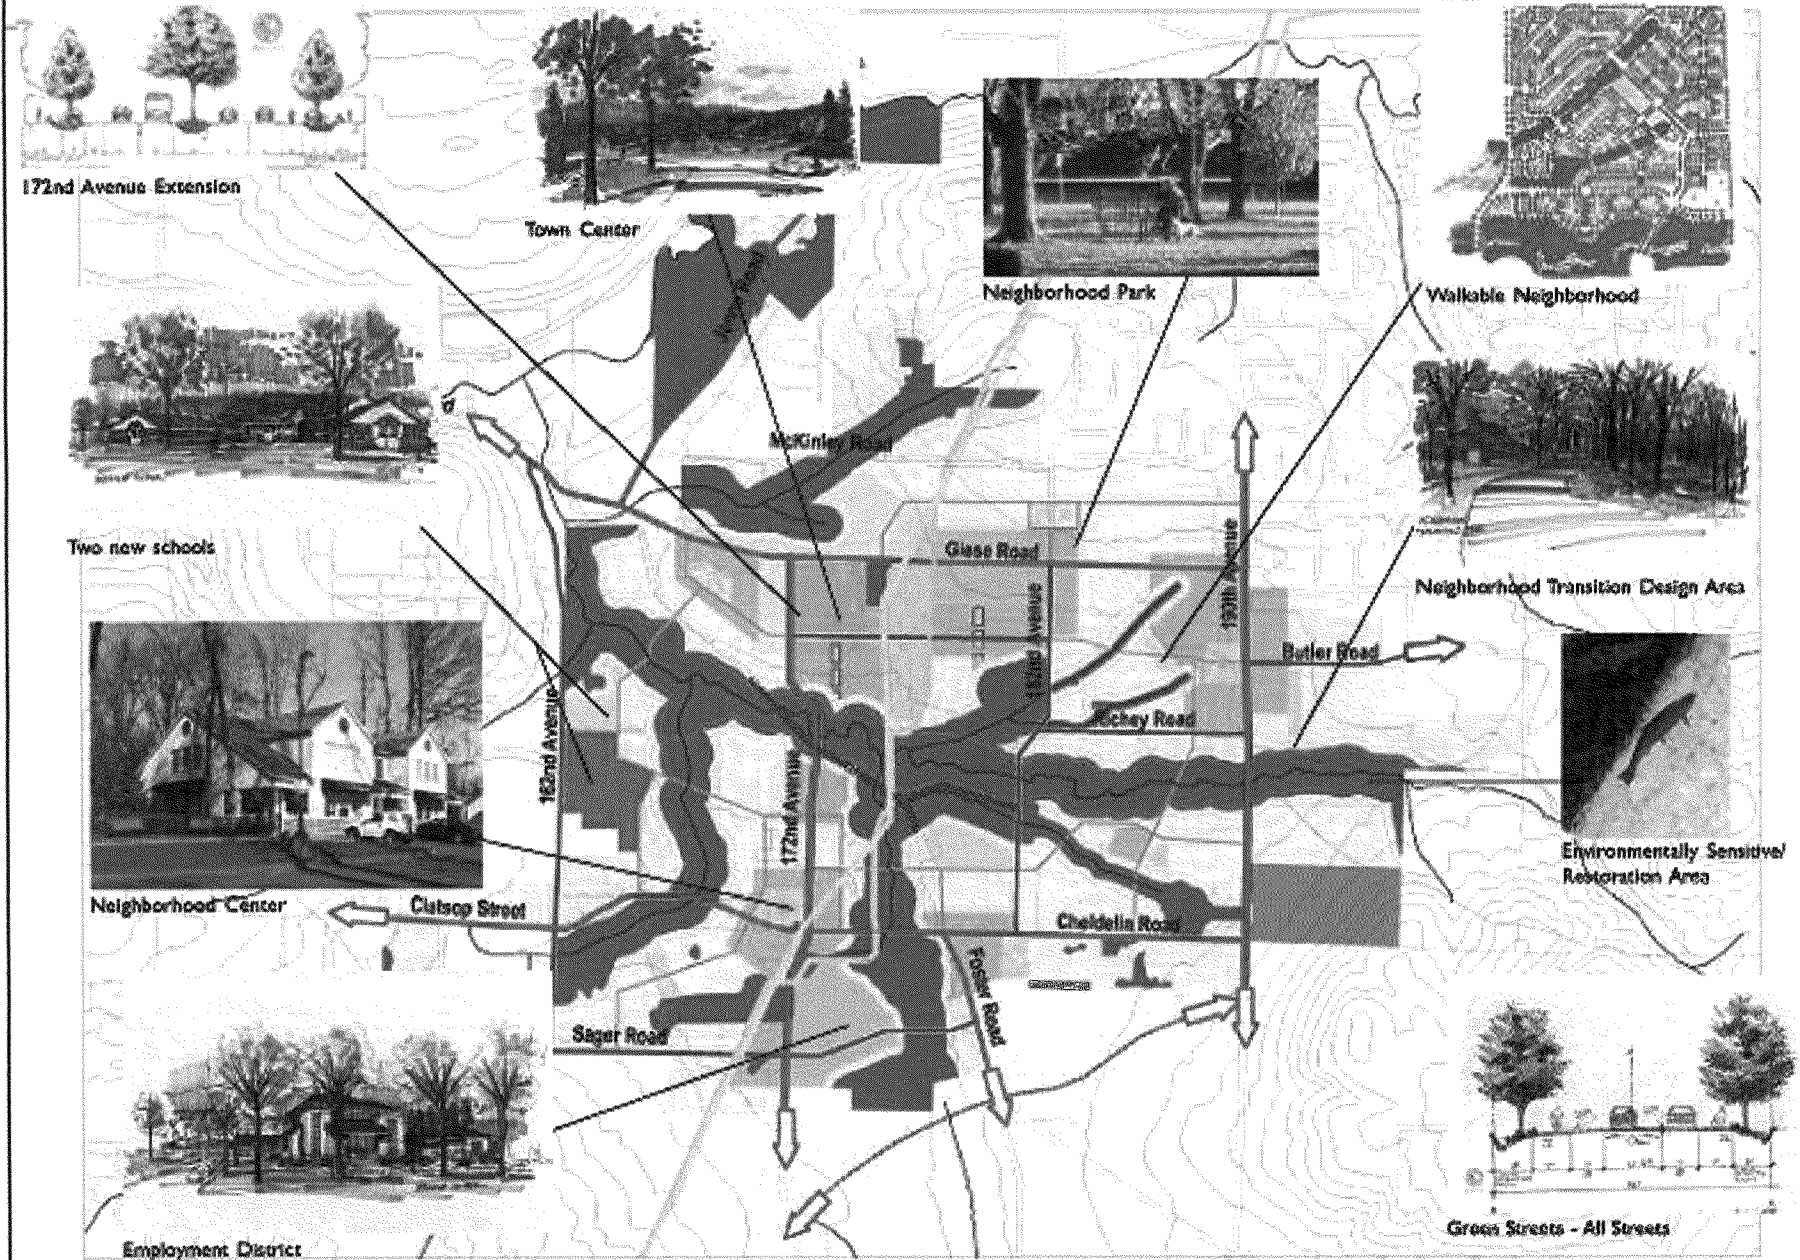 172nd Avenue Extension
Town Center
Neighborhood Park
Walkable Neighborhood
Two new schools
Neighborhood Transition Design Area
Neighborhood Center
Environmentally Sensitive/
Restoration Area
Employment District
Green Streets - All Streets
Road
McKinley Road
Giese Road
190th Avenue
182nd Avenue
Butler Road
Richey Road
162nd Avenue
172nd Avenue
Clatsop Street
Cheldelin Road
Foster Road
Sager Road